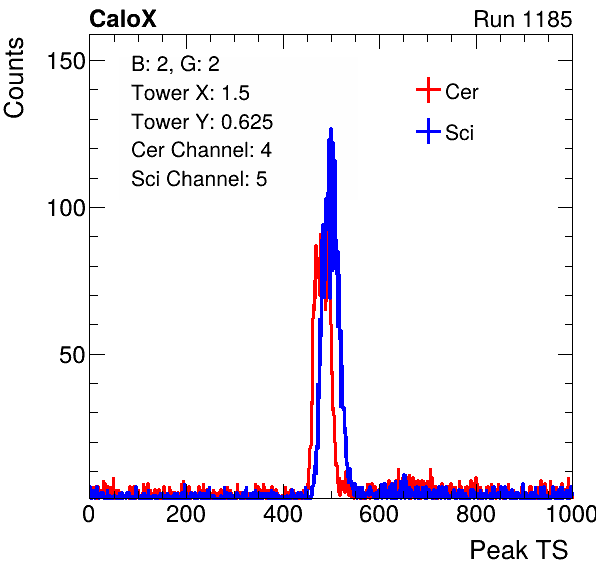 CaloX Run 1185
Counts
150
100
50
B: 2, G: 2
Tower X: 1.5
Tower Y: 0.625
Cer Channel: 4
Sci Channel: 5
Cer
Sci
0 200 400 600 800 1000
Peak TS